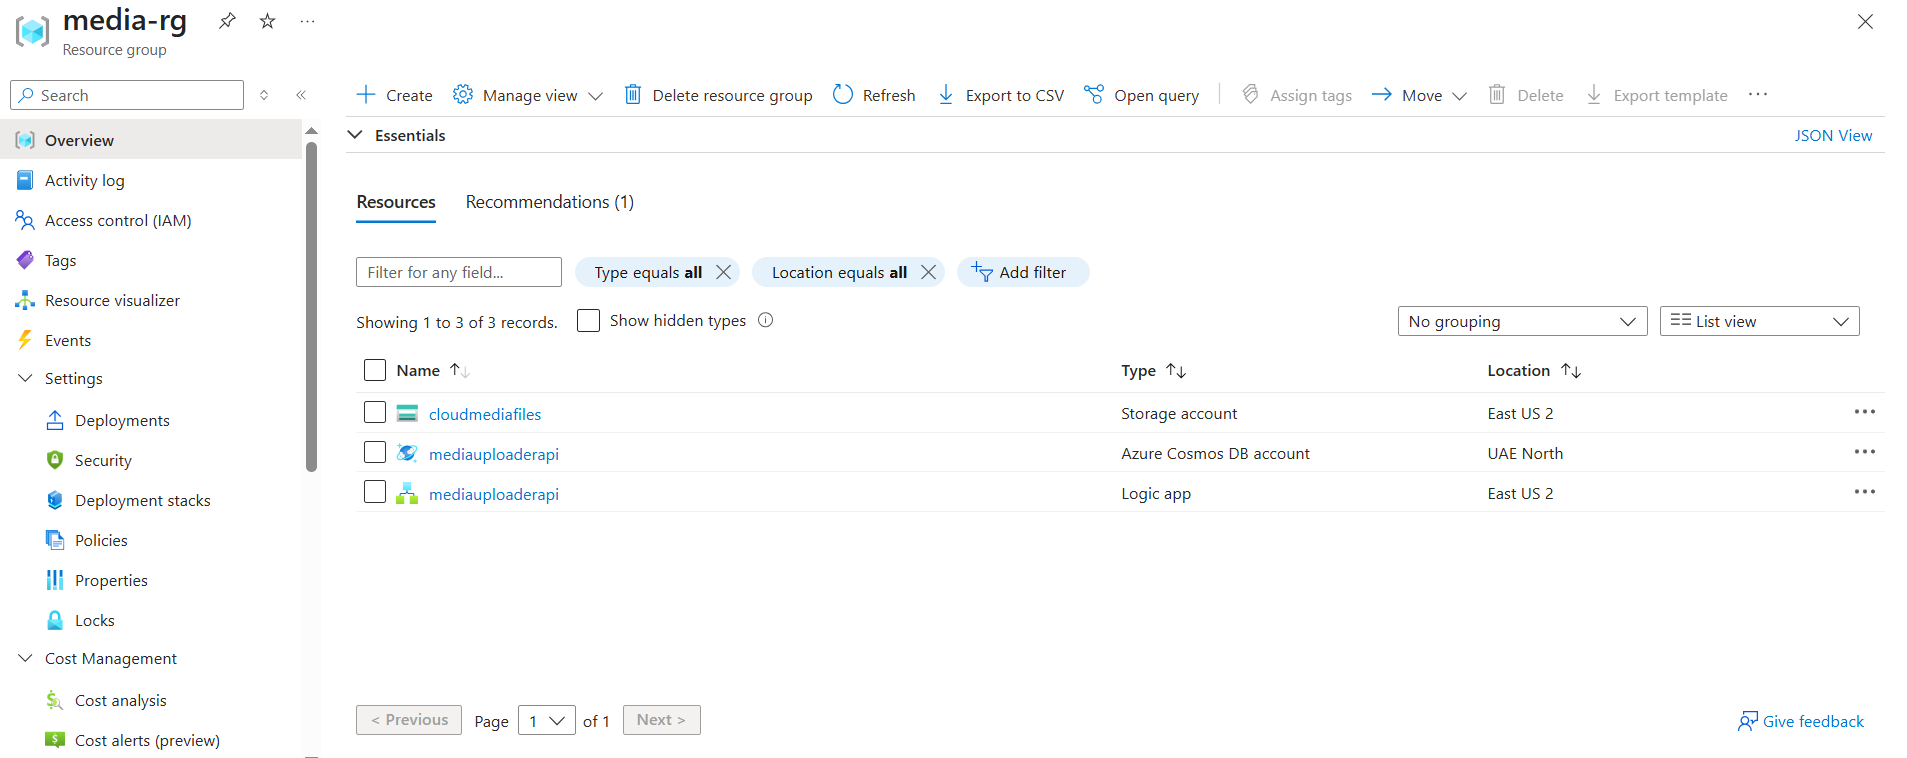 media-rg
Resource group
Search
Overview
Activity log
Access control (IAM)
Tags
Resource visualizer
Events
Settings
Deployments
Security
Deployment stacks
Policies
Properties
Locks
Cost Management
Cost analysis
Cost alerts (preview)
Create Manage view Delete resource group Refresh Export to CSV Open query Assign tags Move Delete Export template
Essentials JSON View
Resources Recommendations (1)
Filter for any field... Type equals all Location equals all Add filter
Showing 1 to 3 of 3 records. Show hidden types No grouping List view
Name Type Location
cloudmediafiles Storage account East US 2
mediauploaderapi Azure Cosmos DB account UAE North
mediauploaderapi Logic app East US 2
< Previous Page 1 of 1 Next > Give feedback